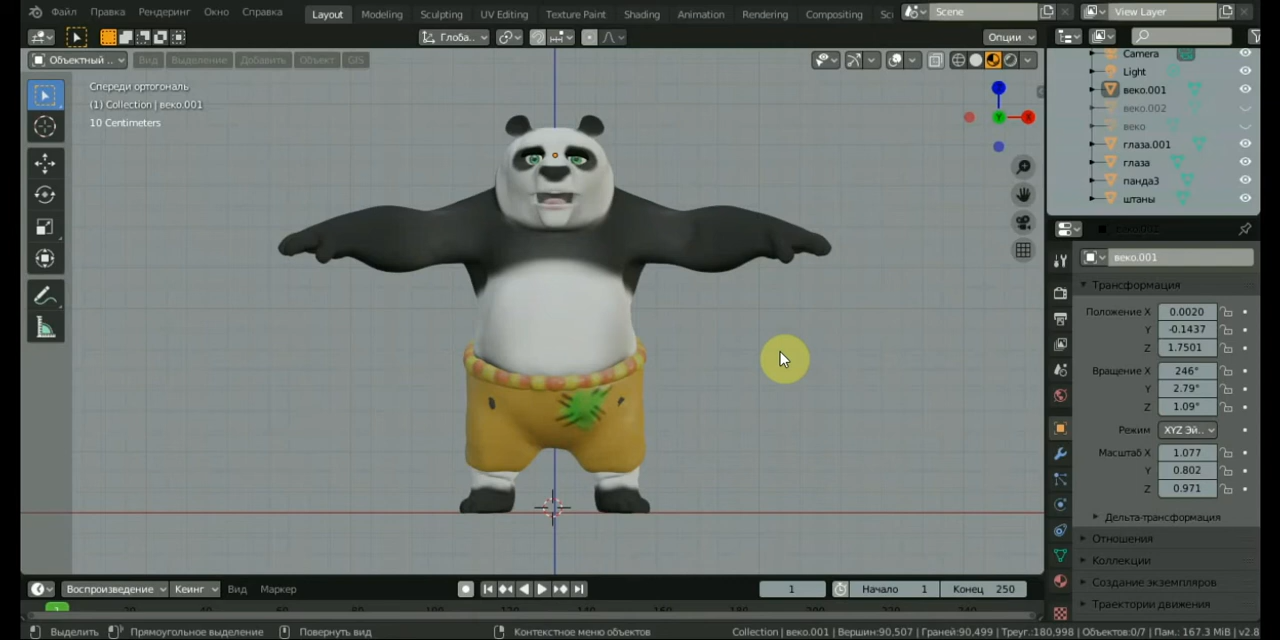 Файл Правка Рендеринг Окно Справка Layout Modeling Sculpting UV Editing Texture Paint Shading Animation Rendering Compositing Sc Scene View Layer
Глоба.. Опции
Объектный .. Вид Выделение Добавить Объект GIS
Спереди ортогональ
(1) Collection | веко.001
10 Centimeters
Z
Y
X
Camera
Light
веко.001
веко.002
веко
глаза.001
глаза
панда3
штаны
веко.001
веко.001
Трансформация
Положение X 0.0020
Y -0.1437
Z 1.7501
Вращение X 246°
Y 2.79°
Z 1.09°
Режим XYZ Эй..
Масштаб X 1.077
Y 0.802
Z 0.971
Дельта-трансформация
Отношения
Коллекции
Создание экземпляров
Траектории движения
Воспроизведение Кеинг Вид Маркер 1 Начало 1 Конец 250
Выделить Прямоугольное выделение Повернуть вид Контекстное меню объектов Collection | веко.001 | Вершин:90,507 | Граней:90,499 | Треуг.:180,998 | Объектов:0/7 | Пам.: 167.3 MiB | v2.8